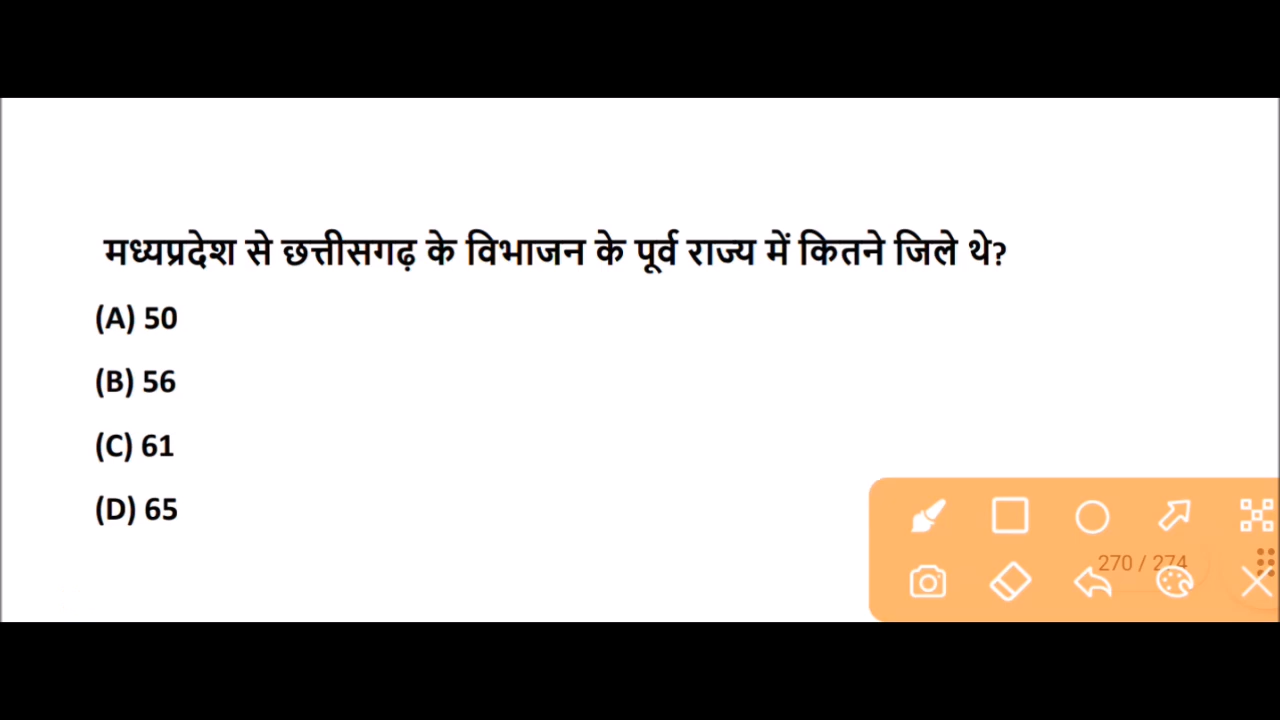 मध्यप्रदेश से छत्तीसगढ़ के विभाजन के पूर्व राज्य में कितने जिले थे?
(A) 50
(B) 56
(C) 61
(D) 65
270 / 274